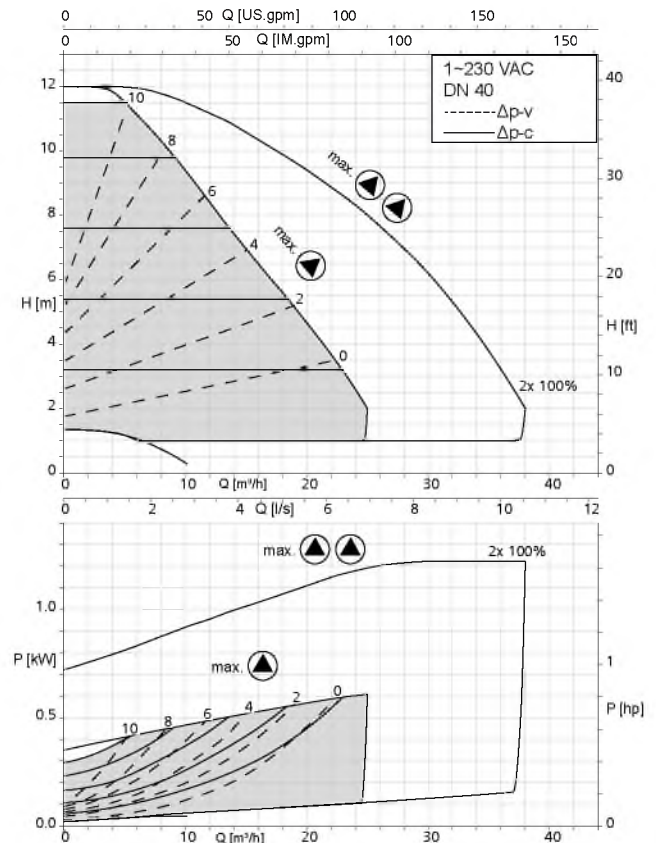 0 50 Q [US.gpm] 100 150
0 50 Q [IM.gpm] 100 150
1~230 VAC
DN 40
Δp-v
Δp-c
12
10
8
6
H [m]
4
2
0
40
30
20
H [ft]
10
0
10
8
6
4
2
0
max.
max.
2x 100%
0 10 Q [m³/h] 20 30 40
0 2 4 Q [l/s] 6 8 10 12
max.
2x 100%
1.0
P [kW]
0.5
0.0
max.
10 8 6 4 2 0
1
P [hp]
0
0 10 Q [m³/h] 20 30 40